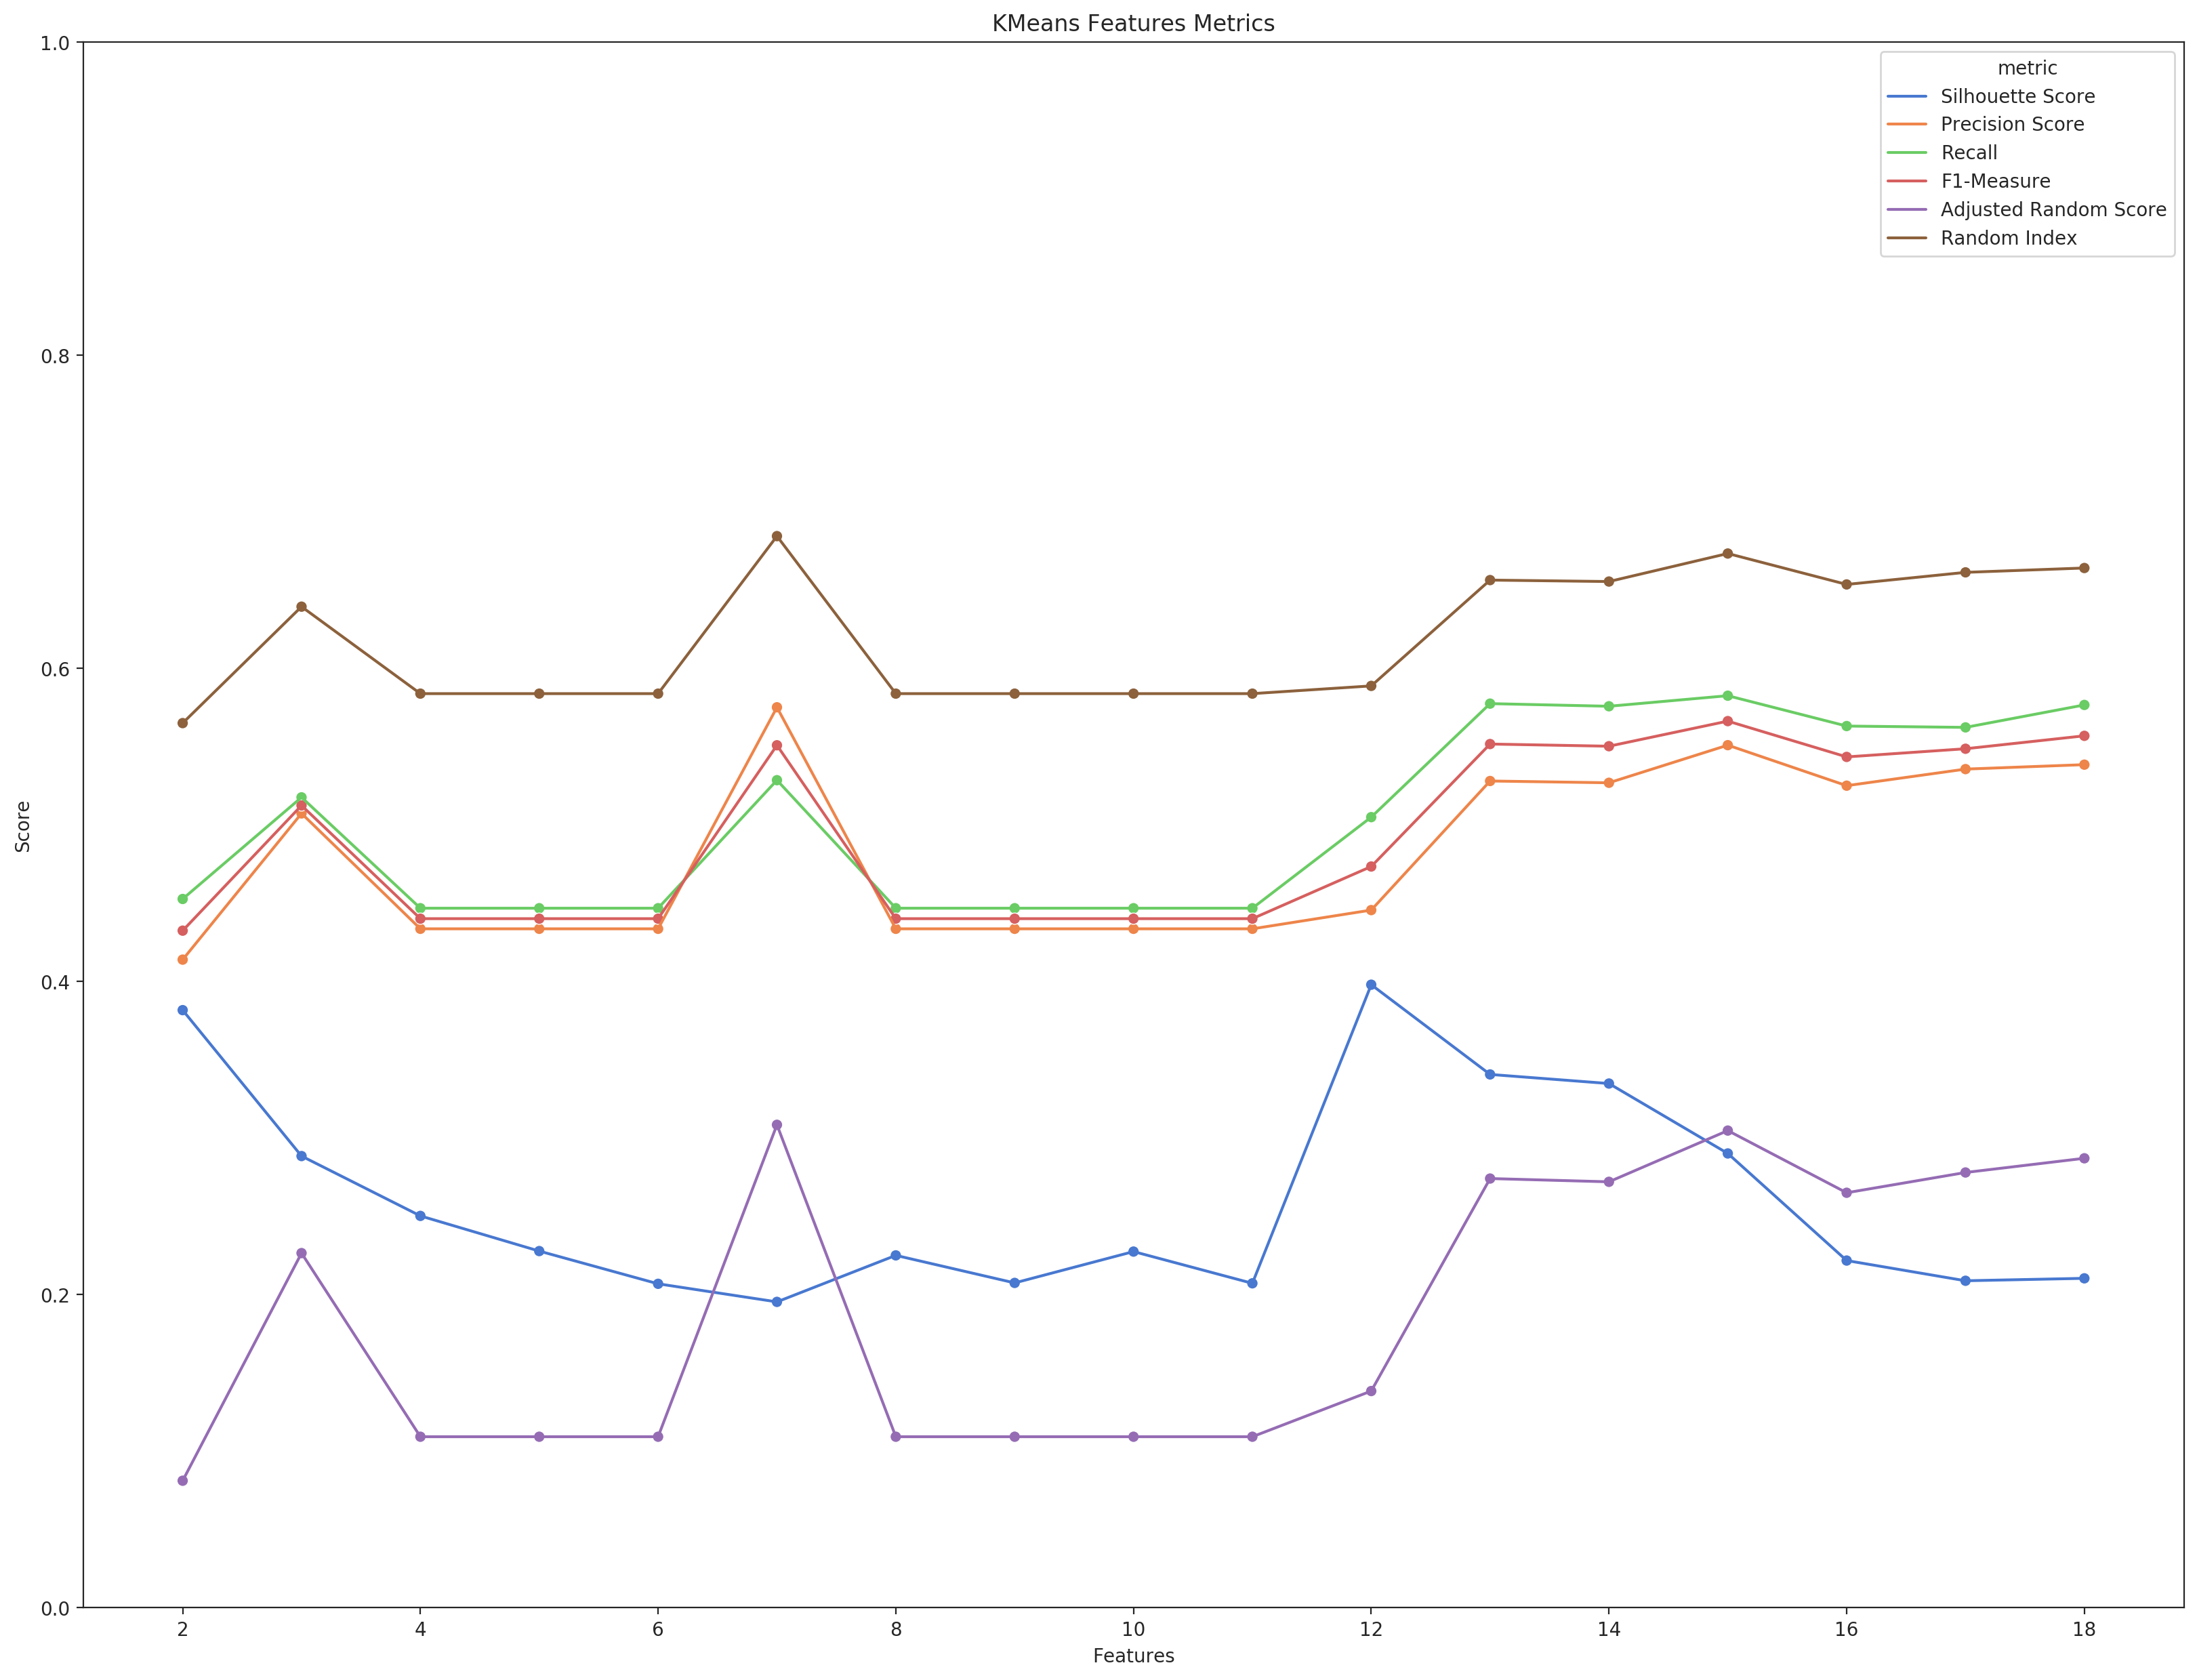 KMeans Features Metrics
1.0
0.8
0.6
0.4
0.2
0.0
Score
metric
Silhouette Score
Precision Score
Recall
F1-Measure
Adjusted Random Score
Random Index
2 4 6 8 10 12 14 16 18
Features